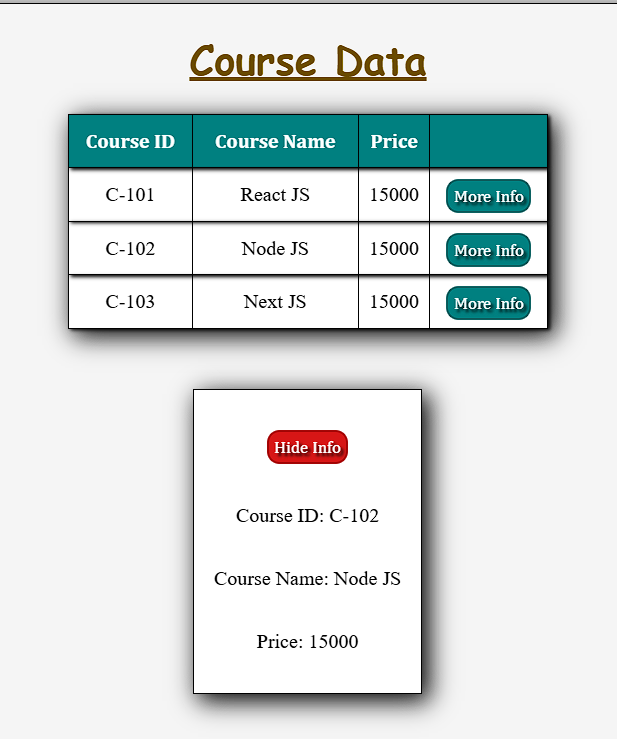 Course Data
Course ID Course Name Price
C-101 React JS 15000 More Info
C-102 Node JS 15000 More Info
C-103 Next JS 15000 More Info
Hide Info
Course ID: C-102
Course Name: Node JS
Price: 15000